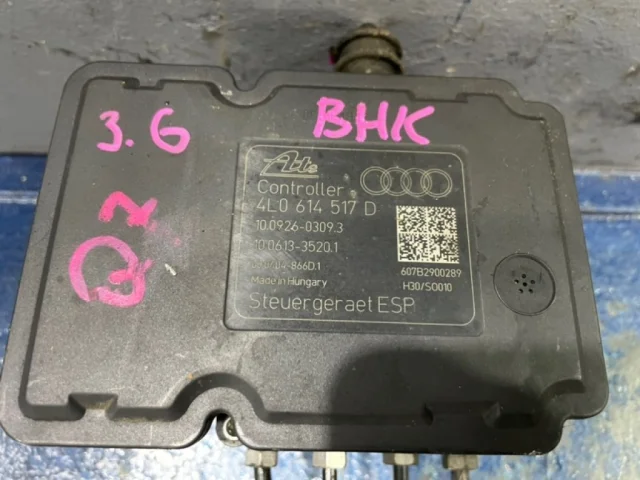 3.6
BHK
Q7
Ate
Controller
4L0 614 517 D
10.0926-0309.3
10.0613-3520.1
607B2900289
Made in Hungary
H30/SO010
Steuergeraet ESP